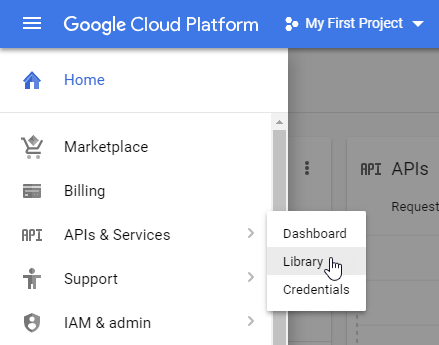 Google Cloud Platform
My First Project
Home
Marketplace
Billing
API APIs & Services
Support
IAM & admin
Dashboard
Library
Credentials
API APIs
Request